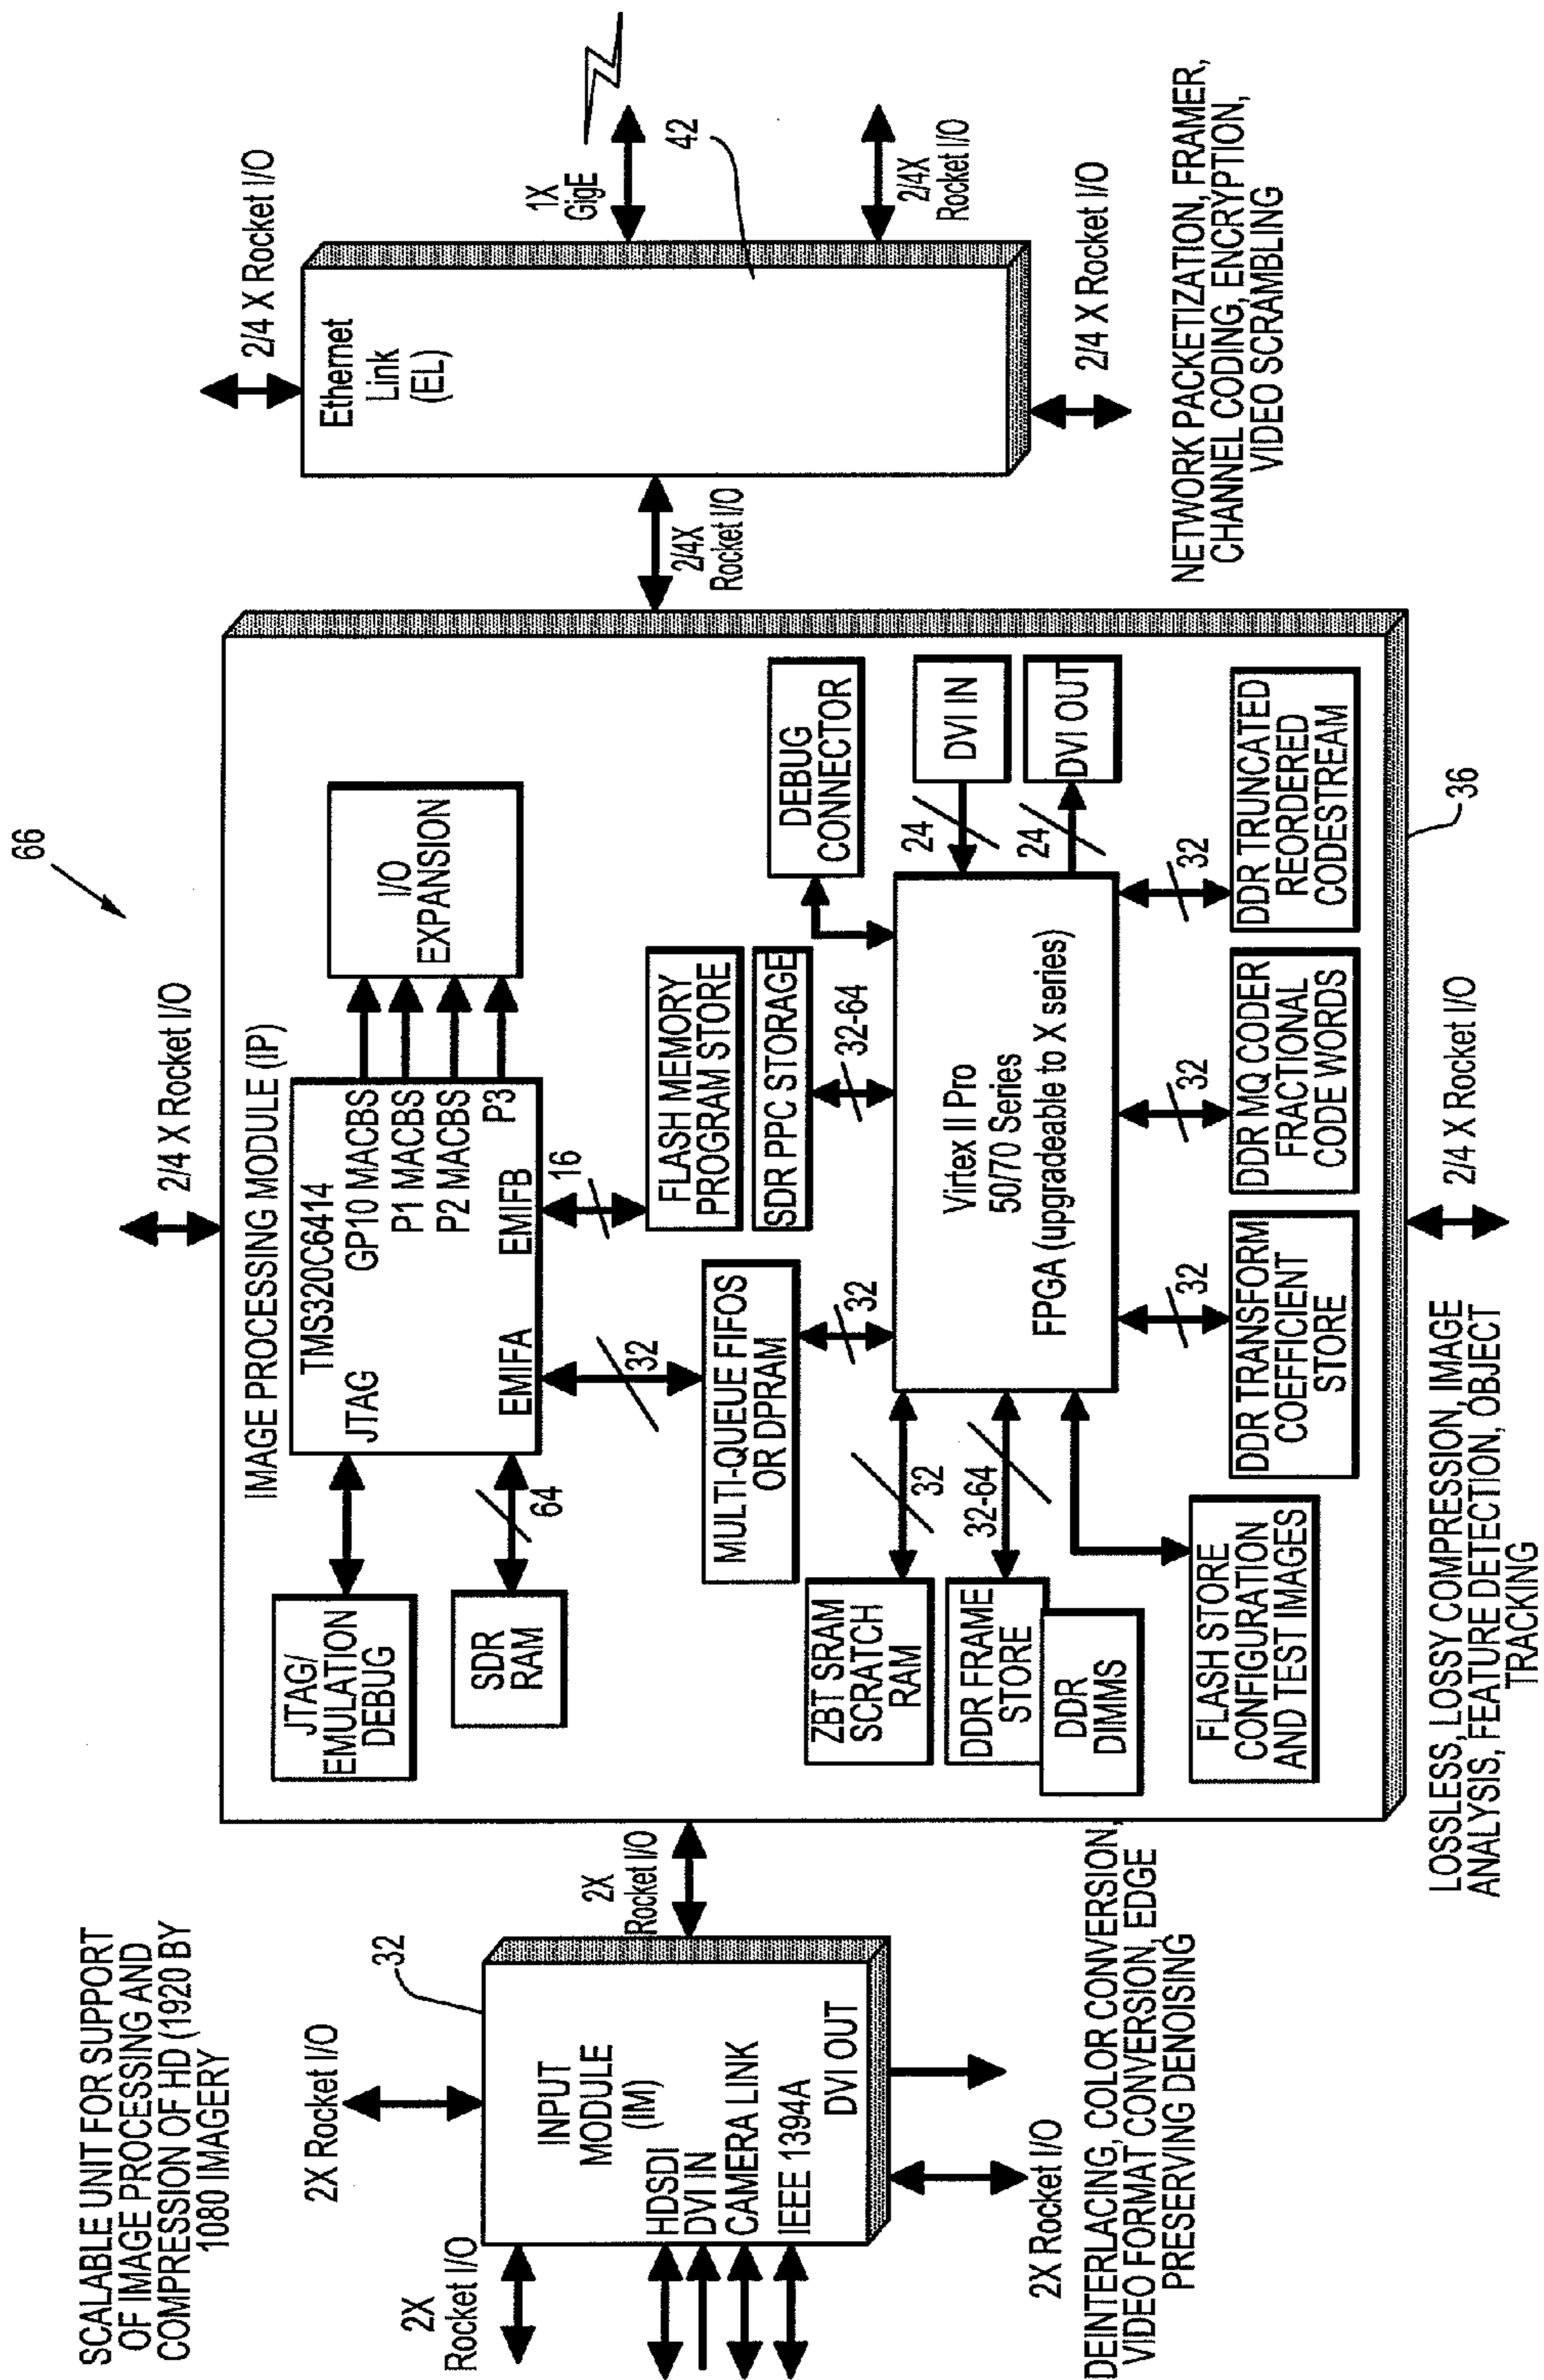 66
SCALABLE UNIT FOR SUPPORT
OF IMAGE PROCESSING AND
COMPRESSION OF HD (1920 BY
1080 IMAGERY
2X Rocket I/O
32
2X
Rocket I/O
INPUT
MODULE
(IM)
HDSDI
DVI IN
CAMERA LINK
IEEE 1394A
DVI OUT
2X Rocket I/O
DEINTERLACING, COLOR CONVERSION,
VIDEO FORMAT CONVERSION, EDGE
PRESERVING DENOISING
2X
Rocket I/O
2/4 X Rocket I/O
IMAGE PROCESSING MODULE (IP)
TMS320C6414
JTAG
GP10 MACBS
P1 MACBS
P2 MACBS
P3
EMIFA
EMIFB
I/O
EXPANSION
JTAG/
EMULATION
DEBUG
SDR
RAM
64
32
16
MULTI-QUEUE FIFOS
OR DPRAM
FLASH MEMORY
PROGRAM STORE
SDR PPC STORAGE
DEBUG
CONNECTOR
32
32-64
ZBT SRAM
SCRATCH
RAM
32
DDR FRAME
STORE
32-64
DDR
DIMMS
Virtex II Pro
50/70 Series
FPGA (upgradeable to X series)
24
DVI IN
24
DVI OUT
FLASH STORE
CONFIGURATION
AND TEST IMAGES
32
DDR TRANSFORM
COEFFICIENT
STORE
32
DDR MQ CODER
FRACTIONAL
CODE WORDS
32
DDR TRUNCATED
REORDERED
CODESTREAM
36
2/4 X Rocket I/O
LOSSLESS, LOSSY COMPRESSION, IMAGE
ANALYSIS, FEATURE DETECTION, OBJECT
TRACKING
2/4X
Rocket I/O
2/4 X Rocket I/O
Ethernet
Link
(EL)
1X
GigE
42
2/4X
Rocket I/O
2/4 X Rocket I/O
NETWORK PACKETIZATION, FRAMER,
CHANNEL CODING, ENCRYPTION,
VIDEO SCRAMBLING